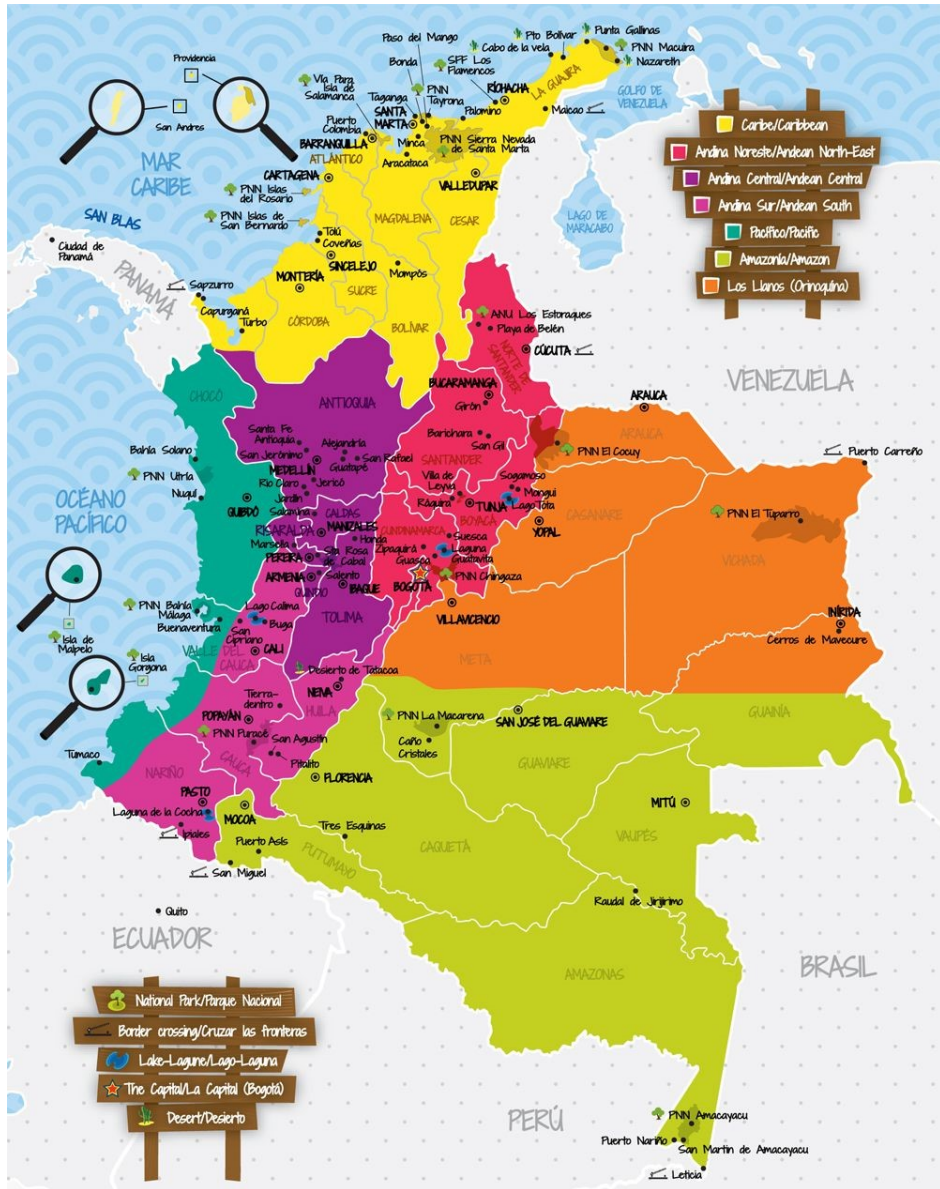 Providencia
San Andres
MAR
CARIBE
SAN BLAS
Ciudad de
Panamá
PANAMÁ
Paso del Mango
Bonda
Vía Para
Isla de
Salamanca
Taganga
PNN
Tayrona
SANTA
MARTA
Puerto
Colombia
BARRANQUILLA
ATLÁNTICO
Minca
Aracataca
Pto Bolívar
Punta Gallinas
Cabo de la vela
PNN Macuira
Nazareth
SFF Los
Flamencos
RÍOHACHA
LA GUAJIRA
Palomino
Maicao
GOLFO DE
VENEZUELA
PNN Sierra Nevada
de Santa Marta
CARTAGENA
PNN Islas
del Rosario
PNN Islas de
San Bernardo
VALLEDUPAR
MAGDALENA
CESAR
LAGO DE
MARACABO
Tolú
Coveñas
SINCELEJO
Mompós
MONTERÍA
SUCRE
CÓRDOBA
BOLÍVAR
Sapzurro
Capurganá
Turbo
Caribe/Caribbean
Andina Noreste/Andean North-East
Andina Central/Andean Central
Andina Sur/Andean South
Pacífico/Pacific
Amazonía/Amazon
Los Llanos (Orinoquina)
ANU Los Estoraques
Playa de Belén
NORTE DE
SANTANDER
CÚCUTA
VENEZUELA
CHOCÓ
ANTIOQUIA
BUCARAMANGA
Girón
Barichara
San Gil
SANTANDER
ARAUCA
ARAUCA
PNN El Cocuy
Puerto Carreño
Santa Fe
Antioquia
San Jerónimo
Alejandría
Guatapé
San Rafael
MEDELLÍN
Río Claro
Jericó
Jardín
Salamina
CALDAS
Bahía Solano
PNN Utría
Nuquí
OCÉANO
PACÍFICO
QUIBDÓ
RISARALDA
MANIZALES
Marsella
Honda
PEREIRA
Sta Rosa
de Cabal
ARMENIA
Salento
QUINDÍO
IBAGUE
TOLIMA
Villa de
Leyva
Ráquira
TUNJA
Sogamoso
Mongui
Lago Tota
BOYACÁ
CUNDINAMARCA
Suesca
Zipaquirá
Laguna
Guatavita
Guasca
BOGOTÁ
PNN Chingaza
YOPAL
CASANARE
PNN El Tuparro
VICHADA
VILLAVICENCIO
META
INÍRIDA
Cerros de Mavecure
GUAINÍA
Isla de
Malpelo
PNN Bahía
Málaga
Buenaventura
Lago Calima
Buga
San
Cipriano
CALI
VALLE DEL
CAUCA
Isla
Gorgona
Desierto de Tatacoa
NEIVA
HUILA
Tierra-
dentro
POPAYÁN
PNN Puracé
San Agustín
Pitalito
CAUCA
Tumaco
NARIÑO
PASTO
Laguna de la Cocha
Ipiales
PNN La Macarena
Caño
Cristales
SAN JOSÉ DEL GUAVIARE
GUAVIARE
FLORENCIA
MITÚ
VAUPÉS
MOCOA
Puerto Asís
San Miguel
Tres Esquinas
PUTUMAYO
CAQUETÁ
Raudal de Jirijirimo
Quito
ECUADOR
AMAZONAS
BRASIL
National Park/Parque Nacional
Border crossing/Cruzar las fronteras
Lake-Lagune/Lago-Laguna
The Capital/La Capital (Bogotá)
Desert/Desierto
PERÚ
PNN Amacayacu
Puerto Nariño
San Martin de Amacayacu
Leticia